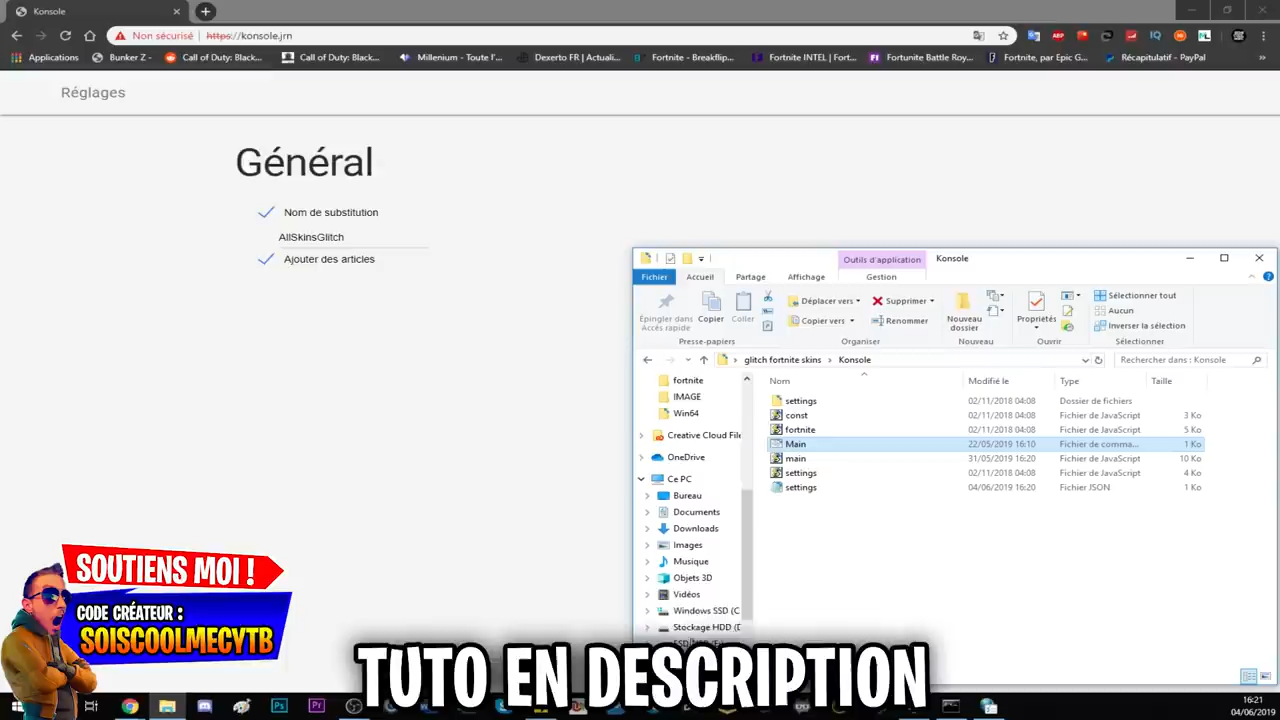 Konsole
Non sécurisé https://konsole.jrn
Applications Bunker Z - Call of Duty: Black... Call of Duty: Black... Millenium - Toute l'... Dexerto FR | Actuali... Fortnite - Breakflip... Fortnite INTEL | Fort... Fortunite Battle Roy... Fortnite, par Epic G... Récapitulatif - PayPal »
Réglages
Général
Nom de substitution
AllSkinsGlitch
Ajouter des articles
Outils d'application Konsole
Fichier Accueil Partage Affichage Gestion
Épingler dans Accès rapide
Copier
Coller
Déplacer vers
Copier vers
Supprimer
Renommer
Nouveau dossier
Propriétés
Sélectionner tout
Aucun
Inverser la sélection
Presse-papiers Organiser Nouveau Ouvrir Sélectionner
glitch fortnite skins › Konsole Rechercher dans : Konsole
fortnite
IMAGE
Win64
Creative Cloud File
OneDrive
Ce PC
Bureau
Documents
Downloads
Images
Musique
Objets 3D
Vidéos
Windows SSD (C
Stockage HDD (D
Nom Modifié le Type Taille
settings 02/11/2018 04:08 Dossier de fichiers
const 02/11/2018 04:08 Fichier de JavaScript 3 Ko
fortnite 02/11/2018 04:08 Fichier de JavaScript 5 Ko
Main 22/05/2019 16:10 Fichier de comma... 1 Ko
main 31/05/2019 16:20 Fichier de JavaScript 10 Ko
settings 02/11/2018 04:08 Fichier de JavaScript 4 Ko
settings 04/06/2019 16:20 Fichier JSON 1 Ko
SOUTIENS MOI !
CODE CRÉATEUR :
SOISCOOLMECYTB
TUTO EN DESCRIPTION
16:21
04/06/2019